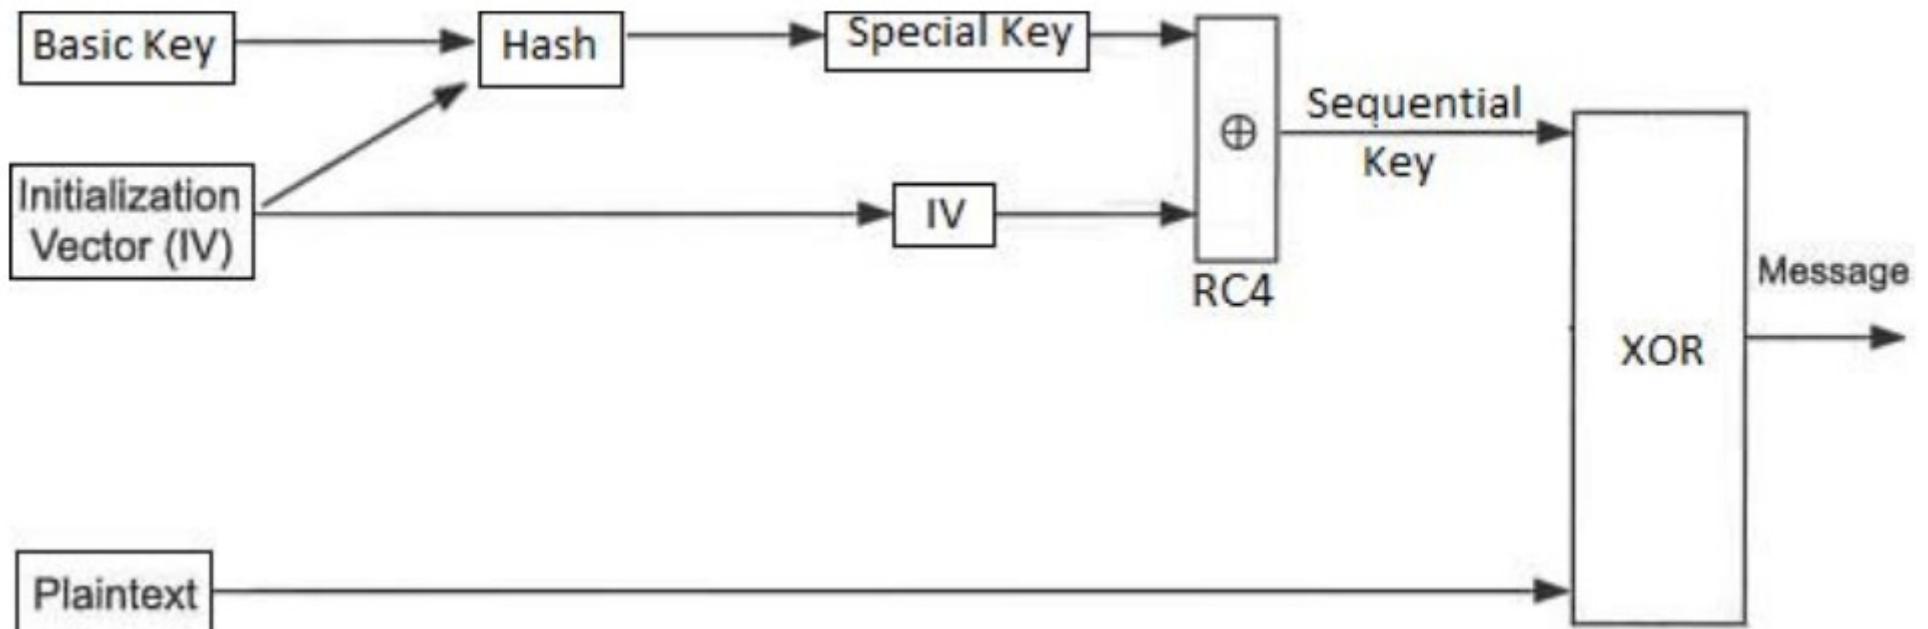 Basic Key
Hash
Special Key
Sequential
Key
Initialization
Vector (IV)
IV
RC4
Message
XOR
Plaintext